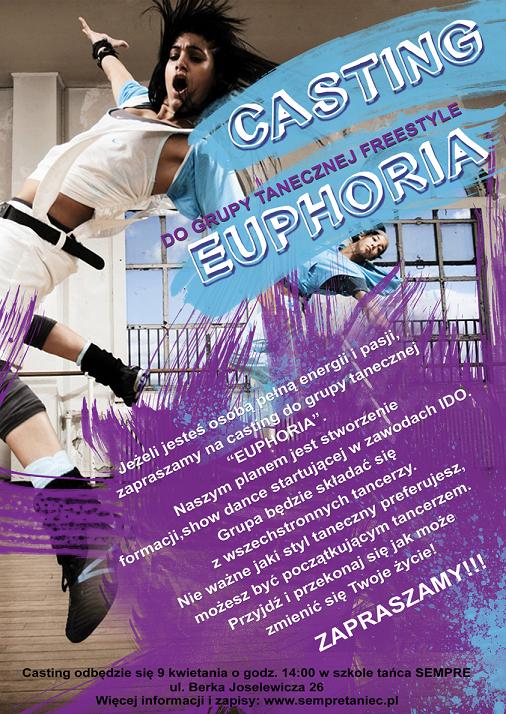 CASTING
DO GRUPY TANECZNEJ FREESTYLE
EUPHORIA
Jeżeli jesteś osobą pełną energii i pasji,
zapraszamy na casting do grupy tanecznej
“EUPHORIA”.
Naszym planem jest stworzenie
formacji,show dance startującej w zawodach IDO.
Grupa będzie składać się
z wszechstronnych tancerzy.
Nie ważne jaki styl taneczny preferujesz,
możesz być początkującym tancerzem.
Przyjdź i przekonaj się jak może
zmienić się Twoje życie!
ZAPRASZAMY!!!
Casting odbędzie się 9 kwietania o godz. 14:00 w szkole tańca SEMPRE
ul. Berka Joselewicza 26
Więcej informacji i zapisy: www.sempretaniec.pl